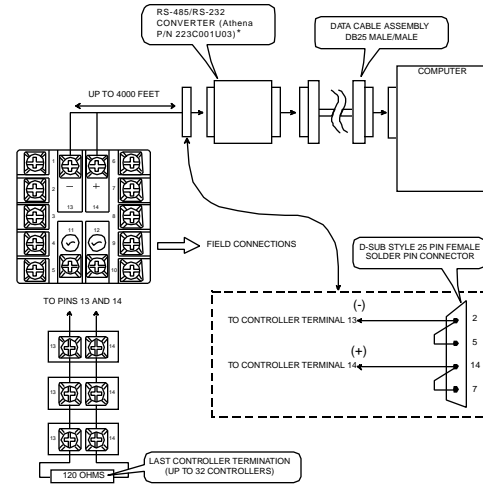 RS-485/RS-232
CONVERTER (Athena
P/N 223C001U03)*
DATA CABLE ASSEMBLY
DB25 MALE/MALE
COMPUTER
UP TO 4000 FEET
1
6
2
− +
7
13 14
3
8
11 12
4
9
5
10
FIELD CONNECTIONS
D-SUB STYLE 25 PIN FEMALE
SOLDER PIN CONNECTOR
TO PINS 13 AND 14
(-)
TO CONTROLLER TERMINAL 13
2
5
(+)
TO CONTROLLER TERMINAL 14
14
7
13 14
13 14
13 14
LAST CONTROLLER TERMINATION
(UP TO 32 CONTROLLERS)
120 OHMS